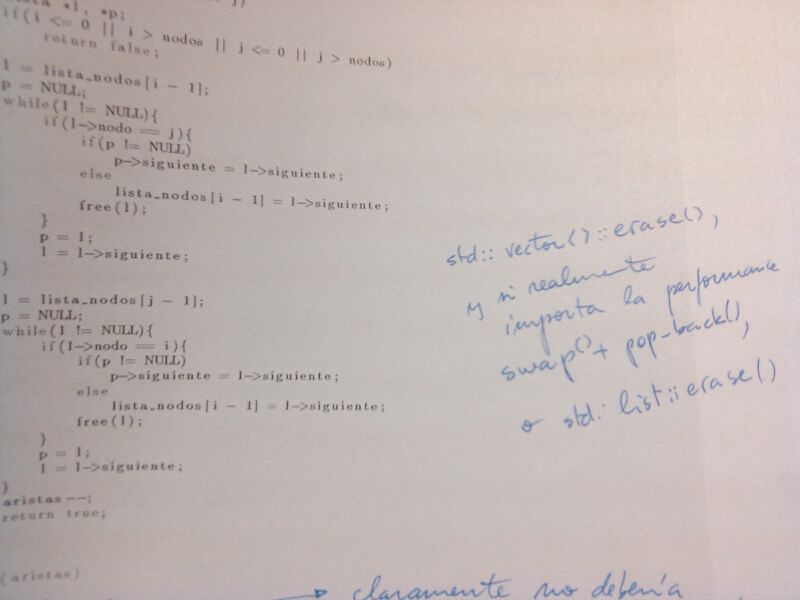 *l, *p;
if(i <= 0 || i > nodos || j <= 0 || j > nodos)
return false;
l = lista_nodos[i - 1];
p = NULL;
while(l != NULL){
if(l->nodo == j){
if(p != NULL)
p->siguiente = l->siguiente;
else
lista_nodos[i - 1] = l->siguiente;
free(l);
}
p = l;
l = l->siguiente;
}
l = lista_nodos[j - 1];
p = NULL;
while(l != NULL){
if(l->nodo == i){
if(p != NULL)
p->siguiente = l->siguiente;
else
lista_nodos[i - 1] = l->siguiente;
free(l);
}
p = l;
l = l->siguiente;
}
aristas--;
return true;
(aristas)
std::vector()::erase(),
y si realmente
importa la performance
swap()+ pop-back(),
o std::list::erase()
→ claramente no debería